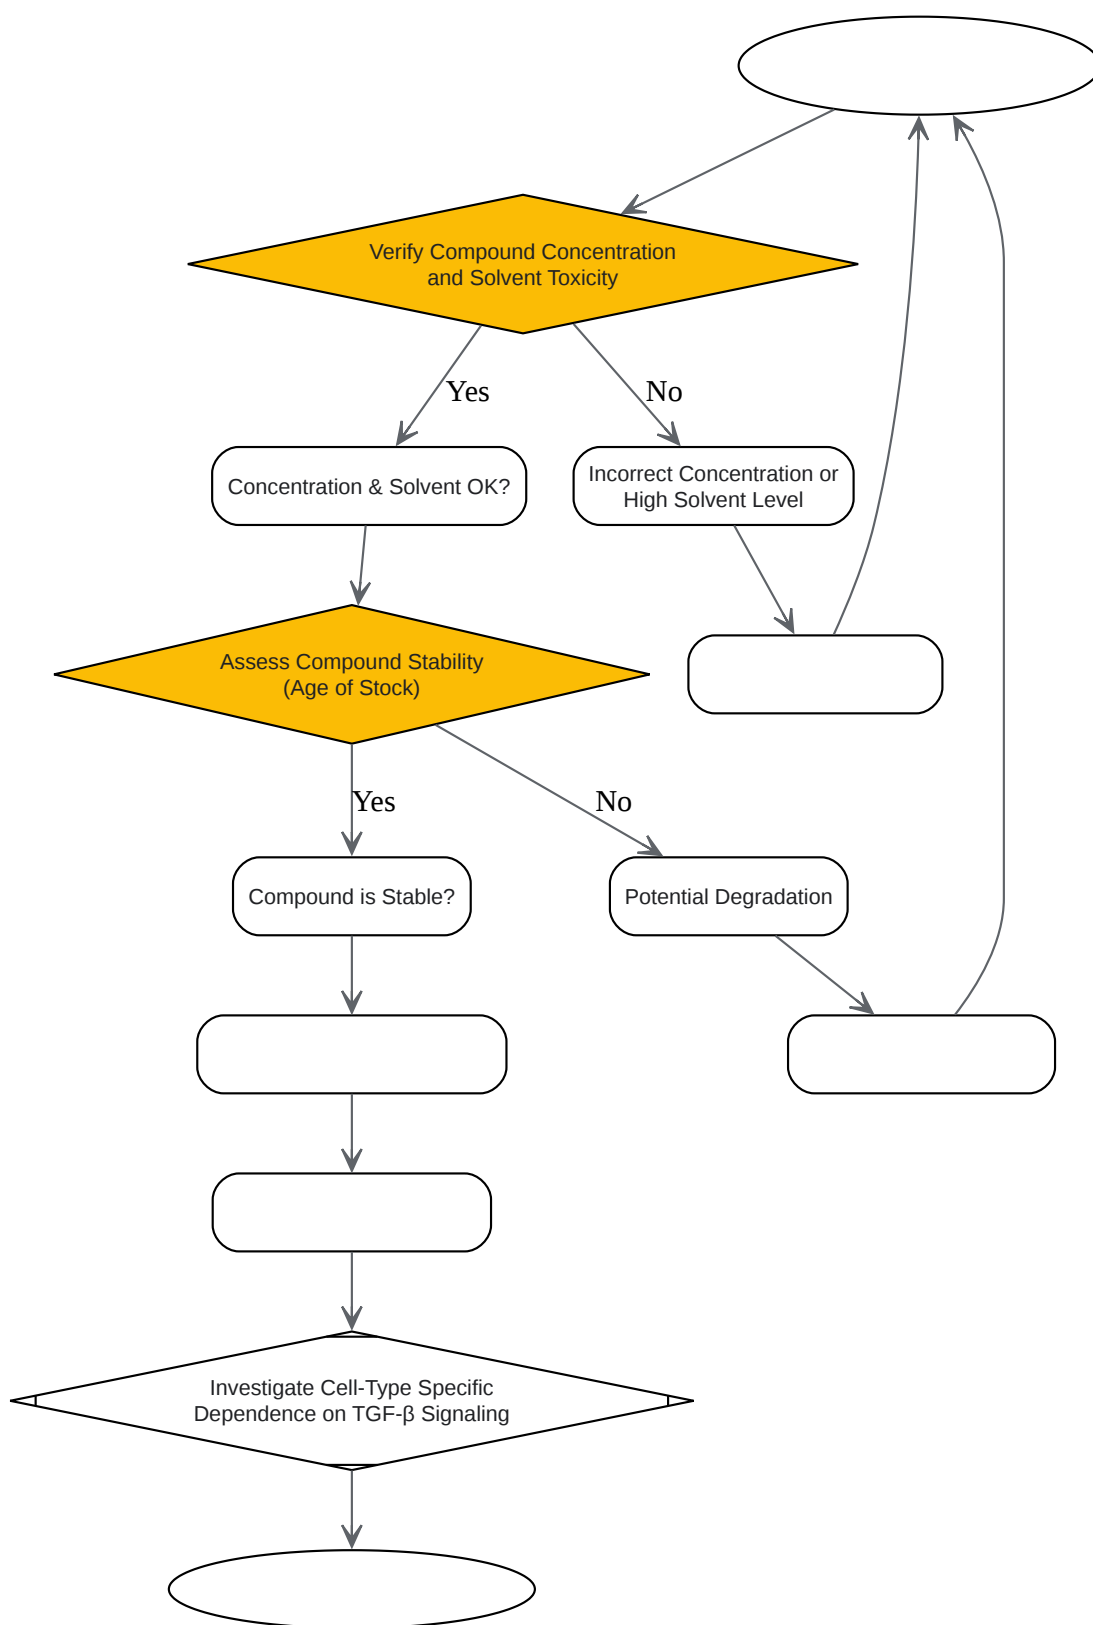 Verify Compound Concentration
and Solvent Toxicity
Yes
No
Concentration & Solvent OK?
Incorrect Concentration or
High Solvent Level
Assess Compound Stability
(Age of Stock)
Yes
No
Compound is Stable?
Potential Degradation
Investigate Cell-Type Specific
Dependence on TGF-β Signaling